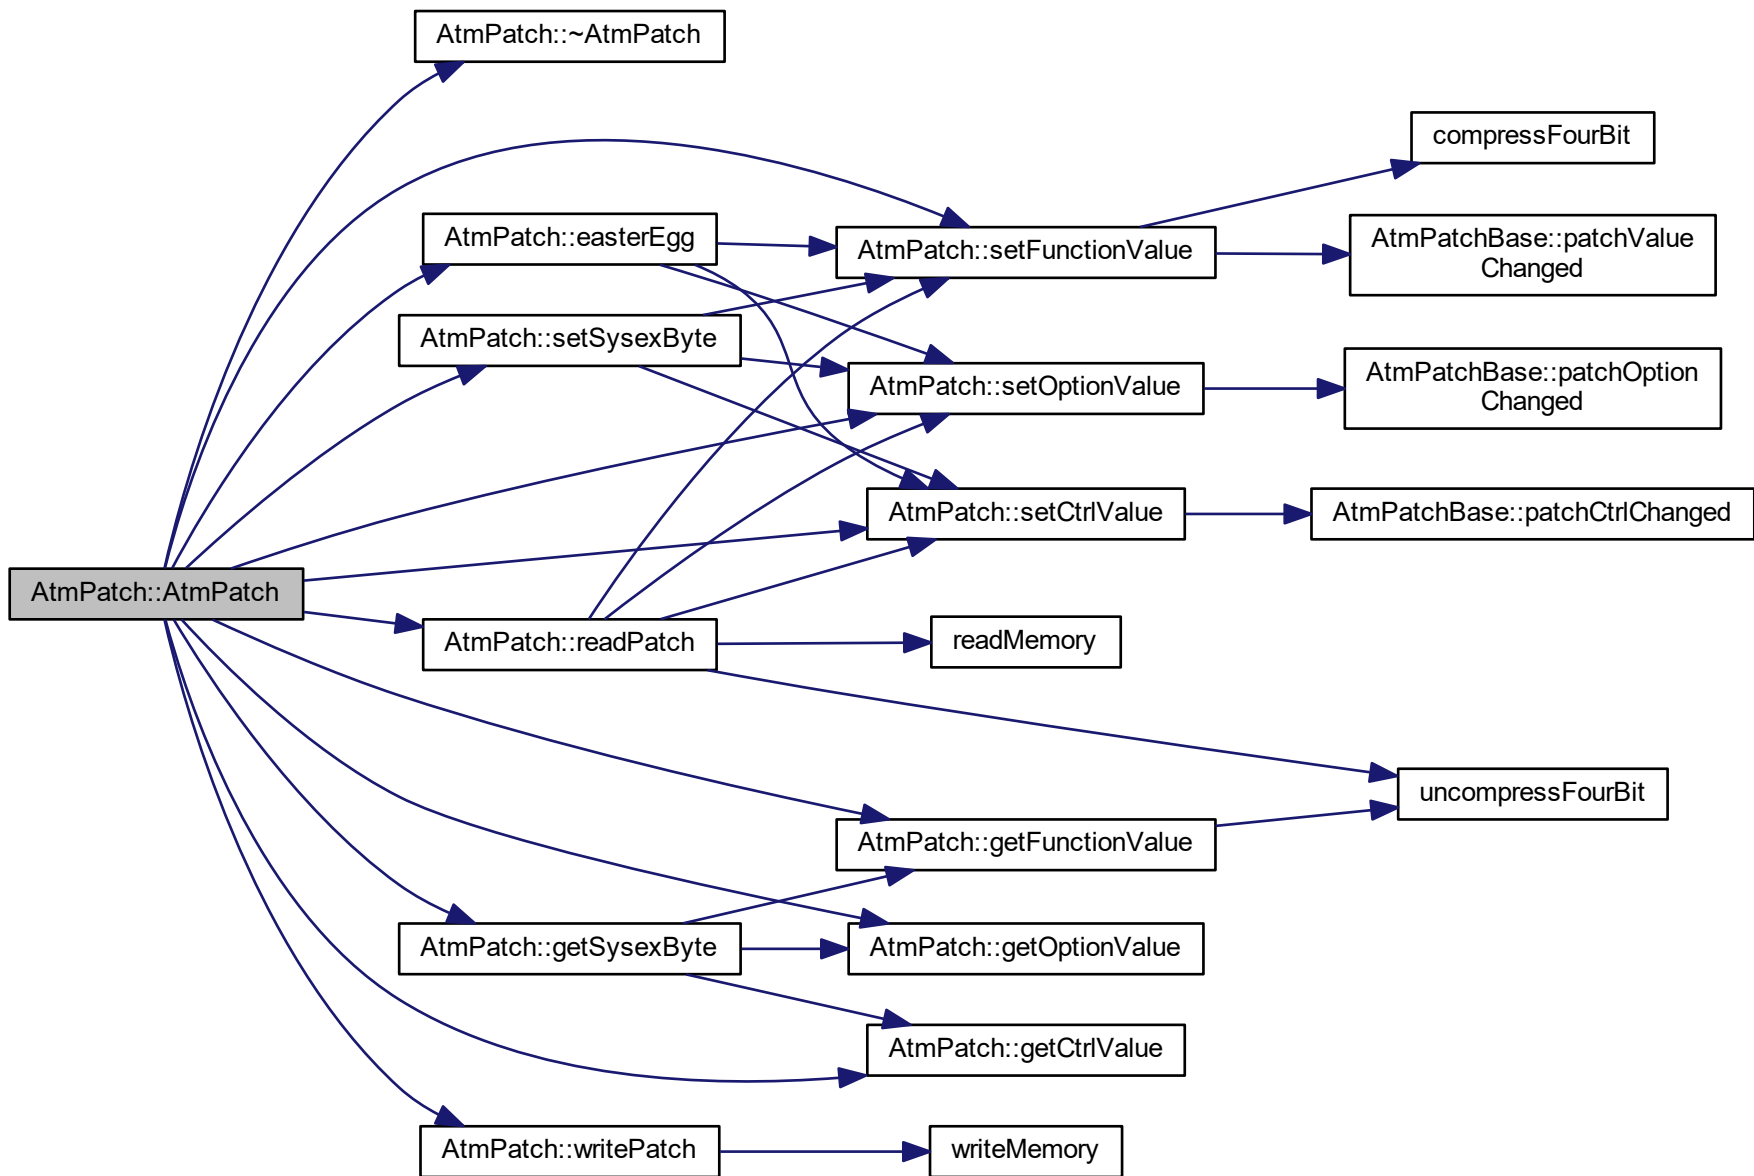 AtmPatch::~AtmPatch
compressFourBit
AtmPatch::easterEgg
AtmPatch::setFunctionValue
AtmPatchBase::patchValue
Changed
AtmPatch::setSysexByte
AtmPatch::setOptionValue
AtmPatchBase::patchOption
Changed
AtmPatch::setCtrlValue
AtmPatchBase::patchCtrlChanged
AtmPatch::AtmPatch
AtmPatch::readPatch
readMemory
uncompressFourBit
AtmPatch::getFunctionValue
AtmPatch::getSysexByte
AtmPatch::getOptionValue
AtmPatch::getCtrlValue
AtmPatch::writePatch
writeMemory